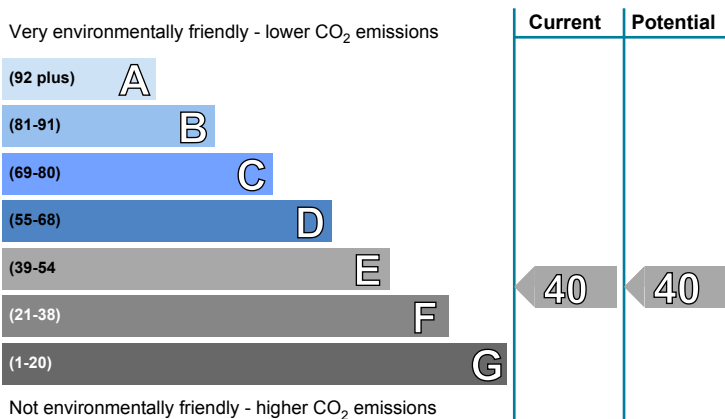 Very environmentally friendly - lower CO₂ emissions
Current Potential
(92 plus) A
(81-91) B
(69-80) C
(55-68) D
(39-54 E
40 40
(21-38) F
(1-20) G
Not environmentally friendly - higher CO₂ emissions